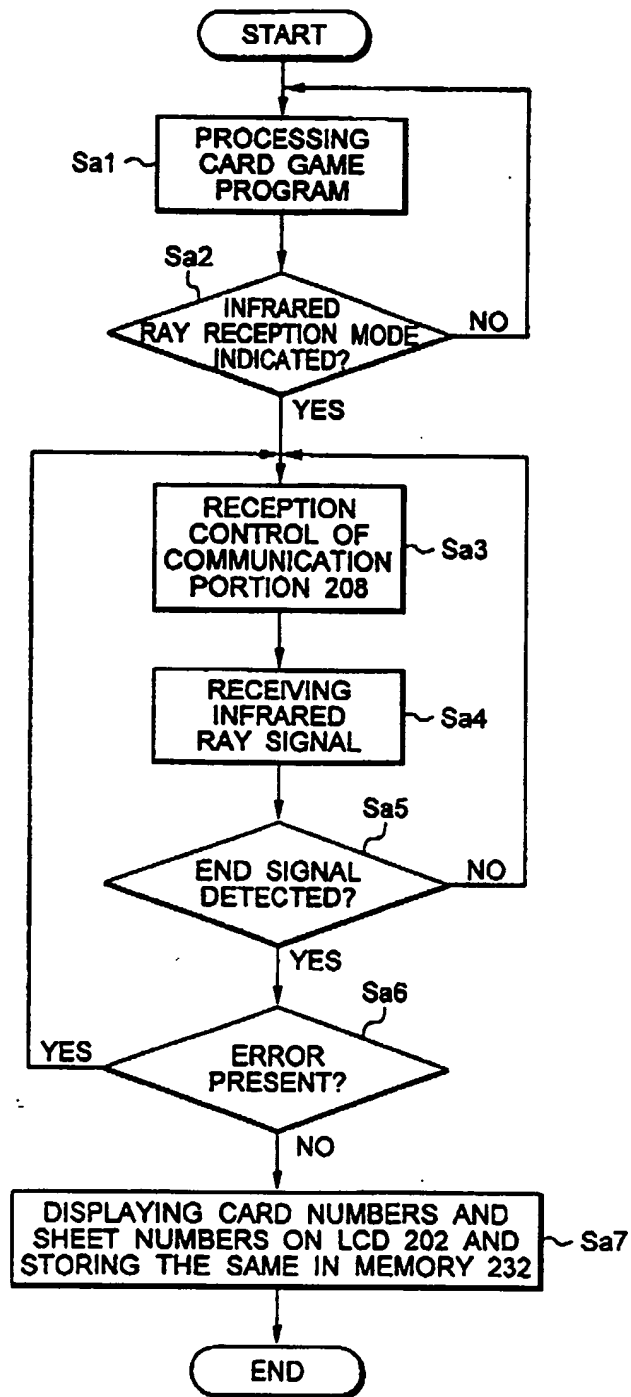 START
Sa1
PROCESSING
CARD GAME
PROGRAM
Sa2
INFRARED
RAY RECEPTION MODE
INDICATED?
NO
YES
RECEPTION
CONTROL OF
COMMUNICATION
PORTION 208
Sa3
RECEIVING
INFRARED
RAY SIGNAL
Sa4
Sa5
END SIGNAL
DETECTED?
NO
YES
Sa6
YES
ERROR
PRESENT?
NO
DISPLAYING CARD NUMBERS AND
SHEET NUMBERS ON LCD 202 AND
STORING THE SAME IN MEMORY 232
Sa7
END